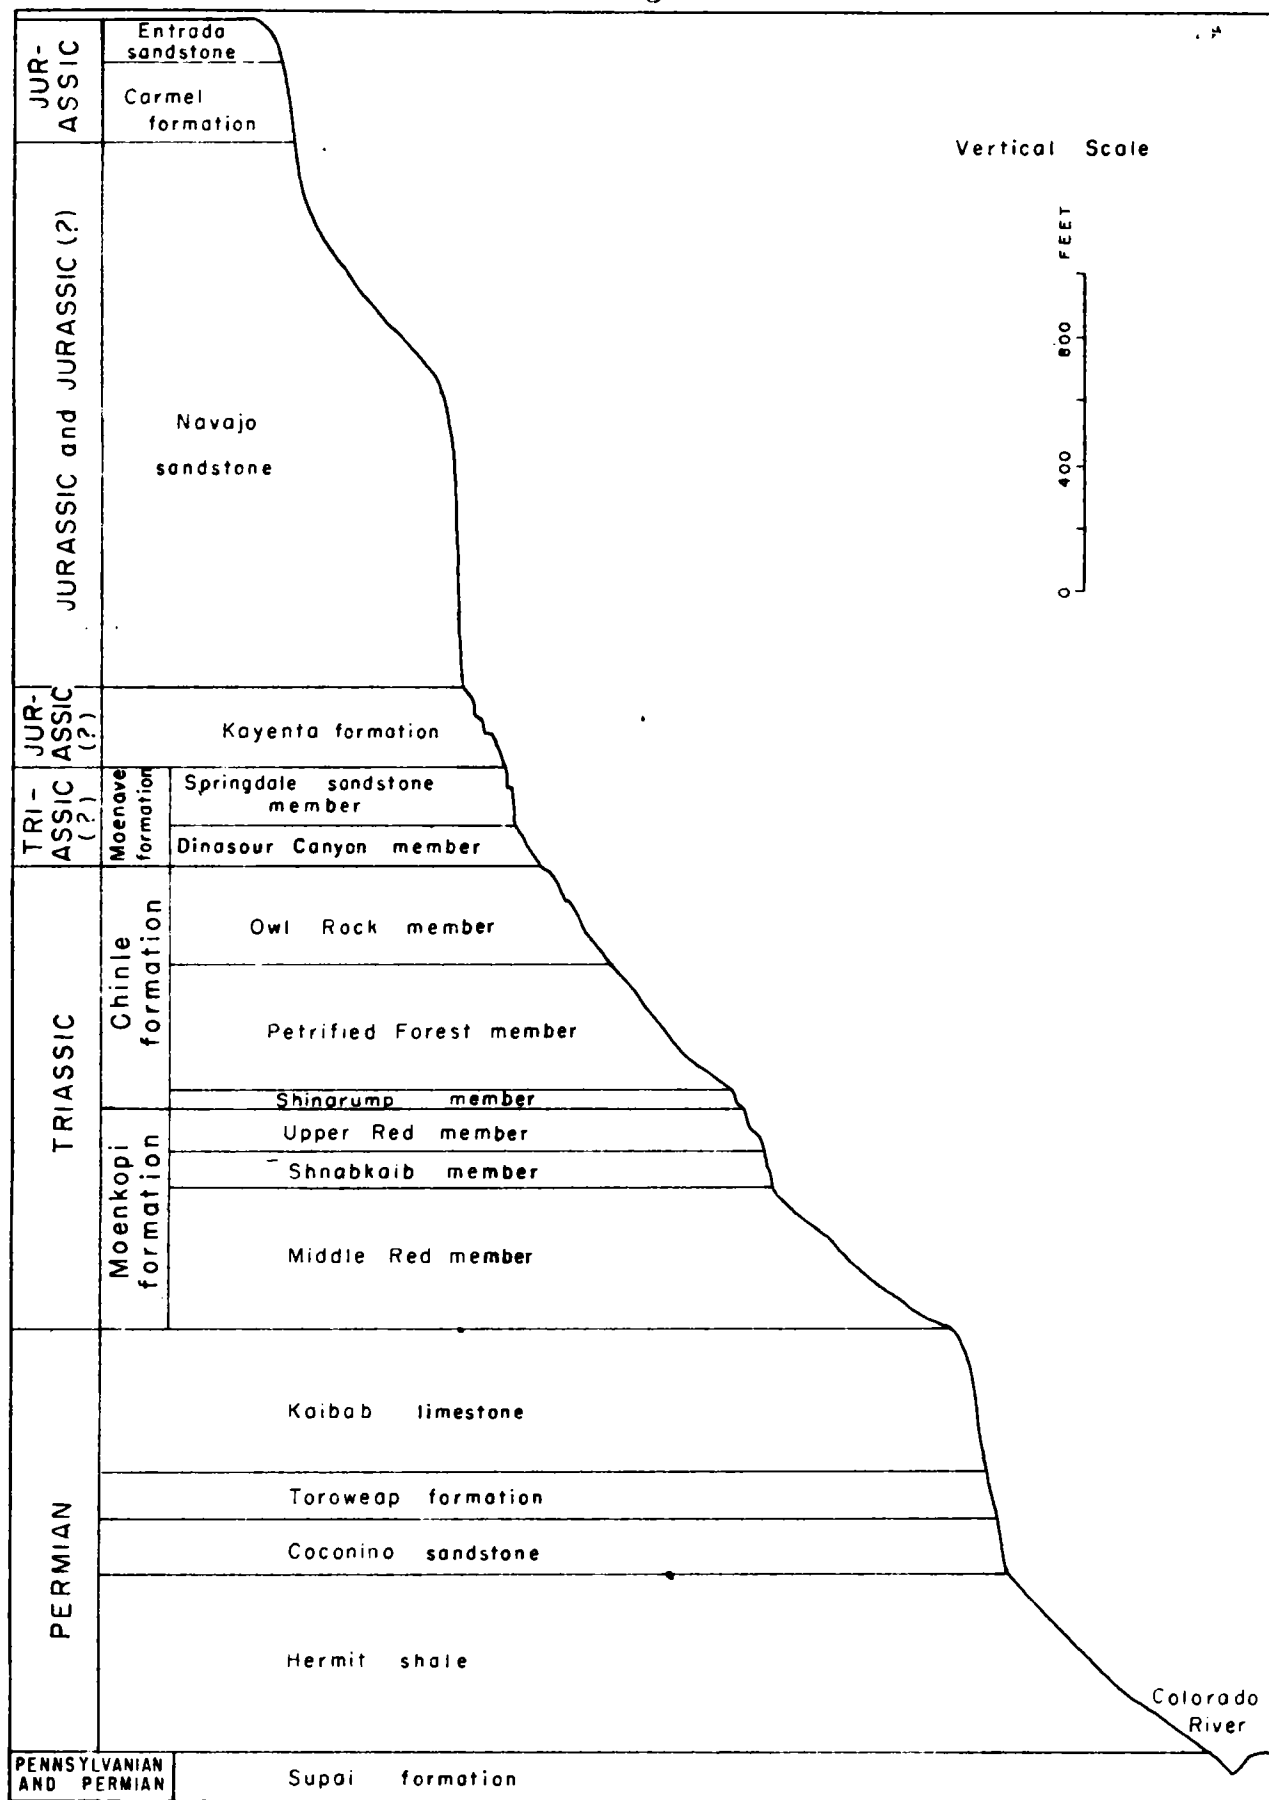 JUR-
ASSIC
Entrada
sandstone
Carmel
formation
Vertical Scale
FEET
800
400
0
JURASSIC and JURASSIC (?)
Navajo
sandstone
JUR-
ASSIC
(?)
Kayenta formation
TRI-
ASSIC
(?)
Moenave
formation
Springdale sandstone
member
Dinasour Canyon member
TRIASSIC
Chinle
formation
Owl Rock member
Petrified Forest member
Shinarump member
Moenkopi
formation
Upper Red member
Shnabkaib member
Middle Red member
PERMIAN
Kaibab limestone
Toroweap formation
Coconino sandstone
Hermit shale
Colorado
River
PENNSYLVANIAN
AND PERMIAN
Supai formation